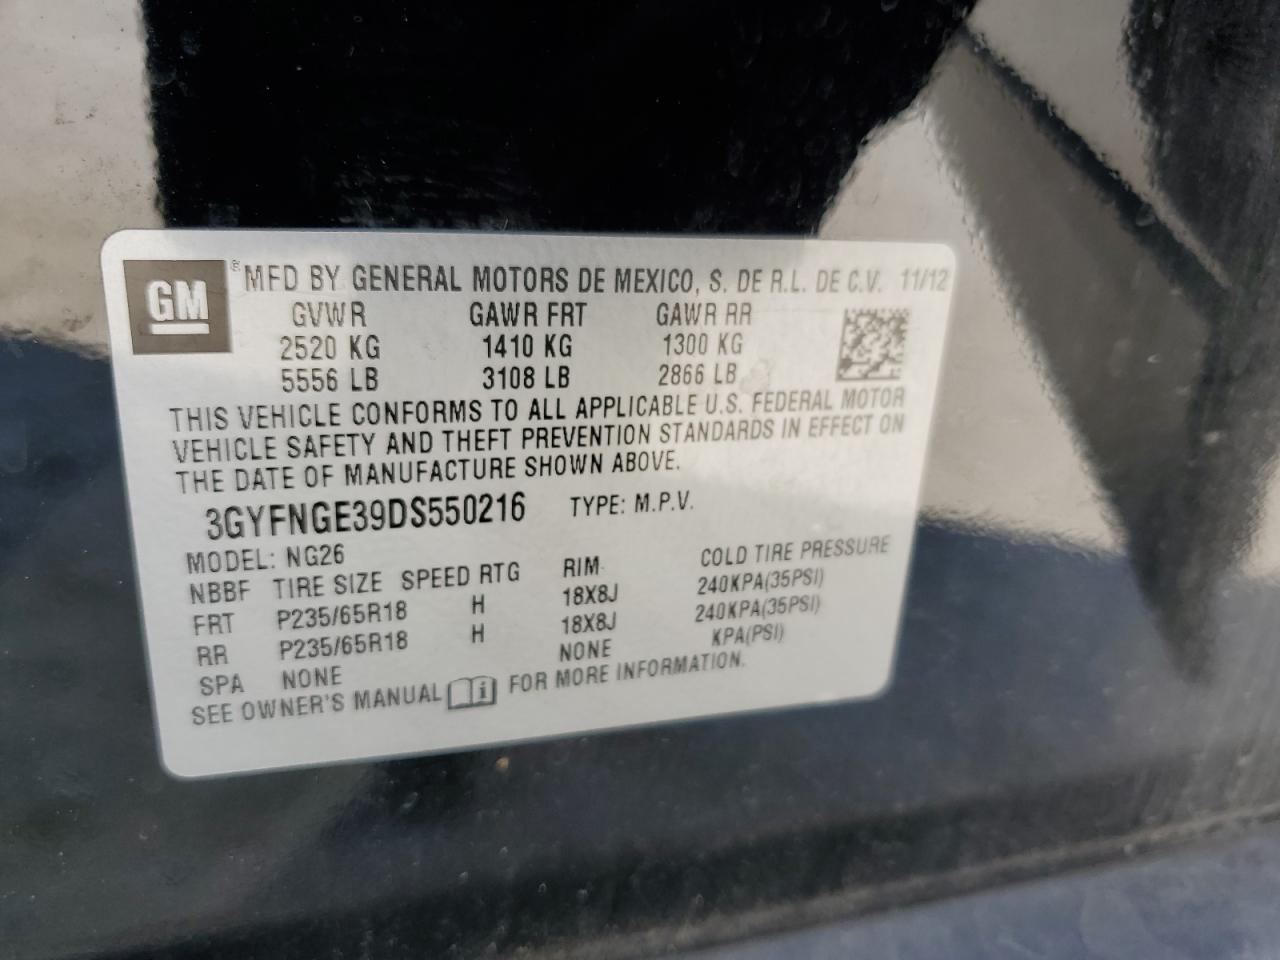 GM ® MFD BY GENERAL MOTORS DE MEXICO, S. DE R.L. DE C.V. 11/12
GVWR GAWR FRT GAWR RR
2520 KG 1410 KG 1300 KG
5556 LB 3108 LB 2866 LB
THIS VEHICLE CONFORMS TO ALL APPLICABLE U.S. FEDERAL MOTOR
VEHICLE SAFETY AND THEFT PREVENTION STANDARDS IN EFFECT ON
THE DATE OF MANUFACTURE SHOWN ABOVE.
3GYFNGE39DS550216 TYPE: M.P.V.
MODEL: NG26
NBBF TIRE SIZE SPEED RTG RIM COLD TIRE PRESSURE
FRT P235/65R18 H 18X8J 240KPA(35PSI)
RR P235/65R18 H 18X8J 240KPA(35PSI)
SPA NONE NONE KPA(PSI)
SEE OWNER'S MANUAL i FOR MORE INFORMATION.